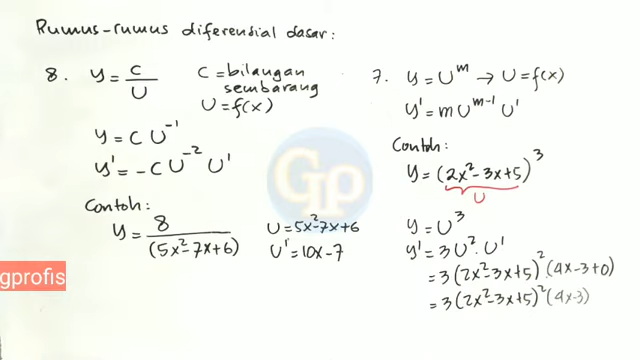 Rumus-rumus diferensial dasar:
8. y = C/U
C = bilangan sembarang
U = f(x)
y = C U⁻¹
y' = -C U⁻² U'
Contoh:
y = 8/(5x²-7x+6)
U = 5x²-7x+6
U' = 10x-7
7. y = Uᵐ → U = f(x)
y' = m Uᵐ⁻¹ U'
Contoh:
y = (2x²-3x+5)³
U
y = U³
y' = 3U² . U'
= 3(2x²-3x+5)² . (4x-3+0)
= 3(2x²-3x+5)² (4x-3)
Gp
gprofis